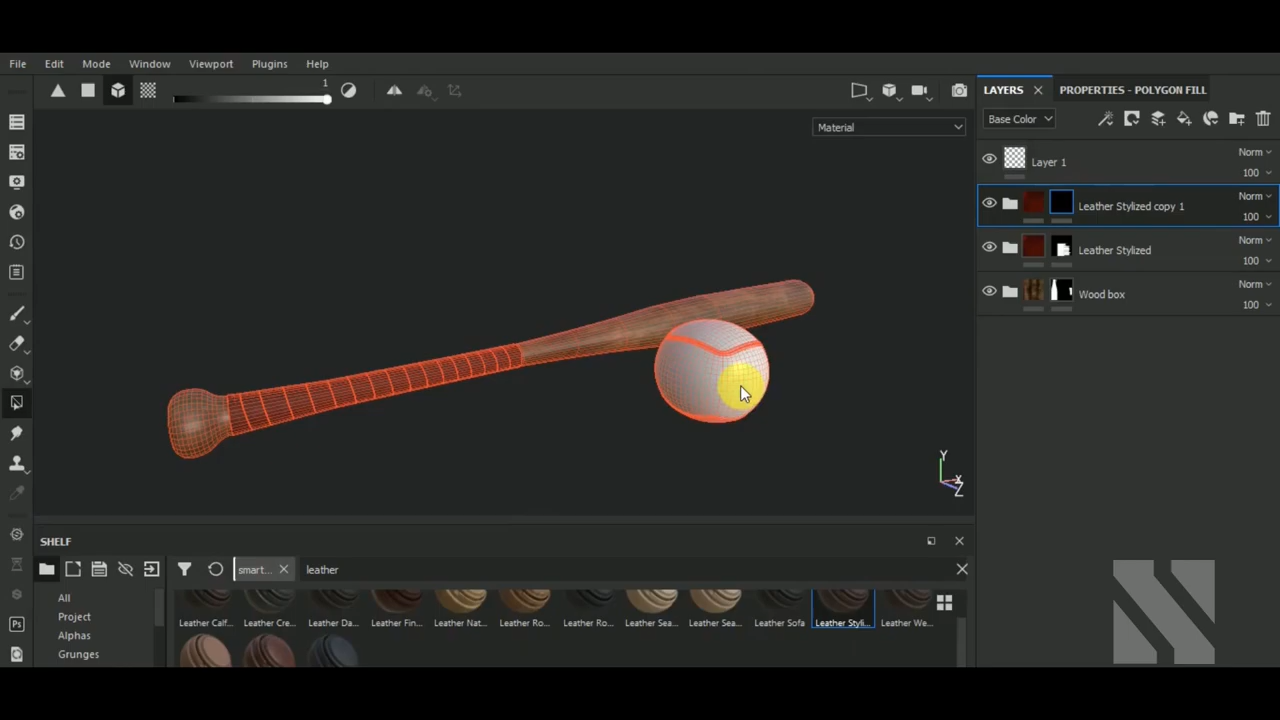 File Edit Mode Window Viewport Plugins Help
1
Material
LAYERS PROPERTIES - POLYGON FILL
Base Color
Layer 1 Norm 100
Leather Stylized copy 1 Norm 100
Leather Stylized Norm 100
Wood box Norm 100
Y
X
Z
SHELF
smart... leather
All
Project
Alphas
Grunges
Leather Calf... Leather Cre... Leather Da... Leather Fin... Leather Nat... Leather Ro... Leather Ro... Leather Sea... Leather Sea... Leather Sofa Leather Styli... Leather We...
Ps